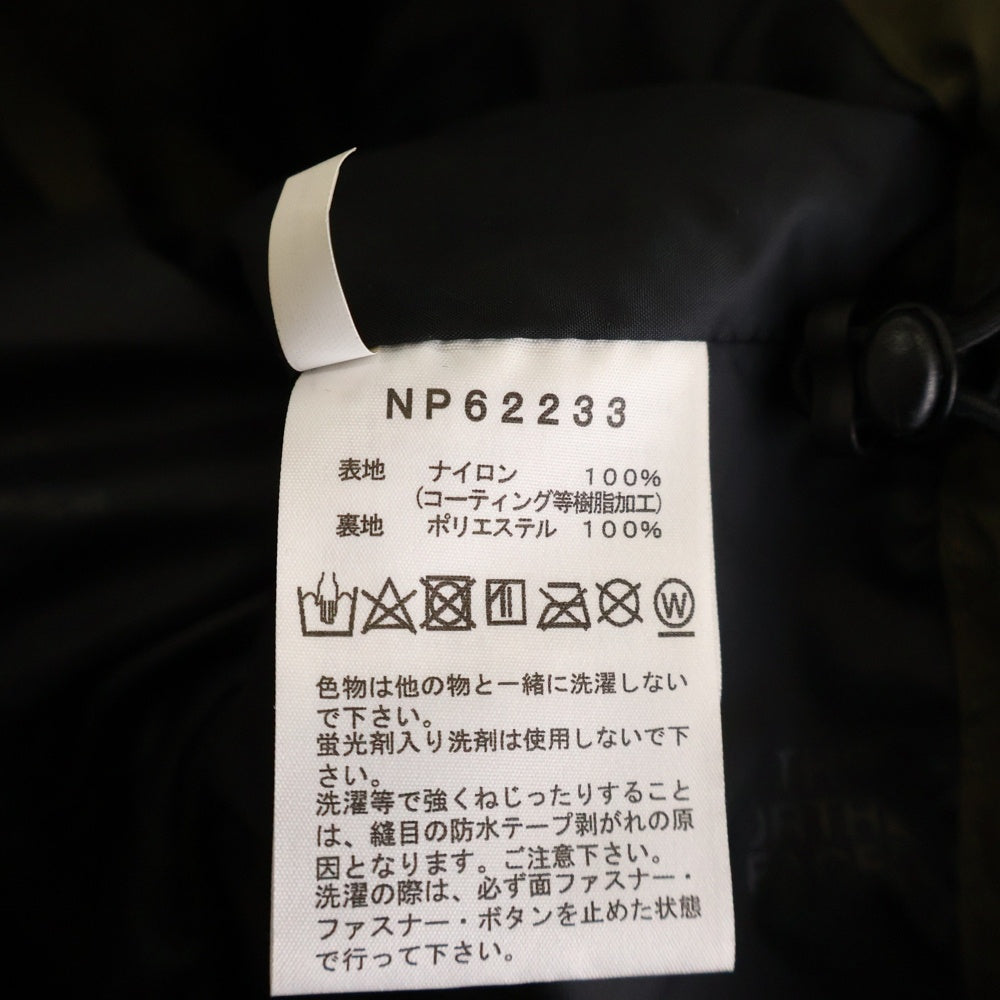 NP62233
表地 ナイロン 100%
(コーティング等樹脂加工)
裏地 ポリエステル 100%
W
色物は他の物と一緒に洗濯しない
で下さい。
蛍光剤入り洗剤は使用しないで下
さい。
洗濯等で強くねじったりすること
は、縫目の防水テープ剥がれの原
因となります。ご注意下さい。
洗濯の際は、必ず面ファスナー・
ファスナー・ボタンを止めた状態
で行って下さい。